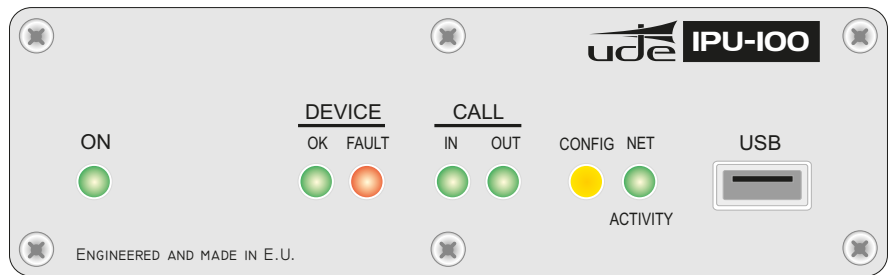 ude IPU-100
DEVICE CALL
ON OK FAULT IN OUT CONFIG NET USB
ACTIVITY
ENGINEERED AND MADE IN E.U.